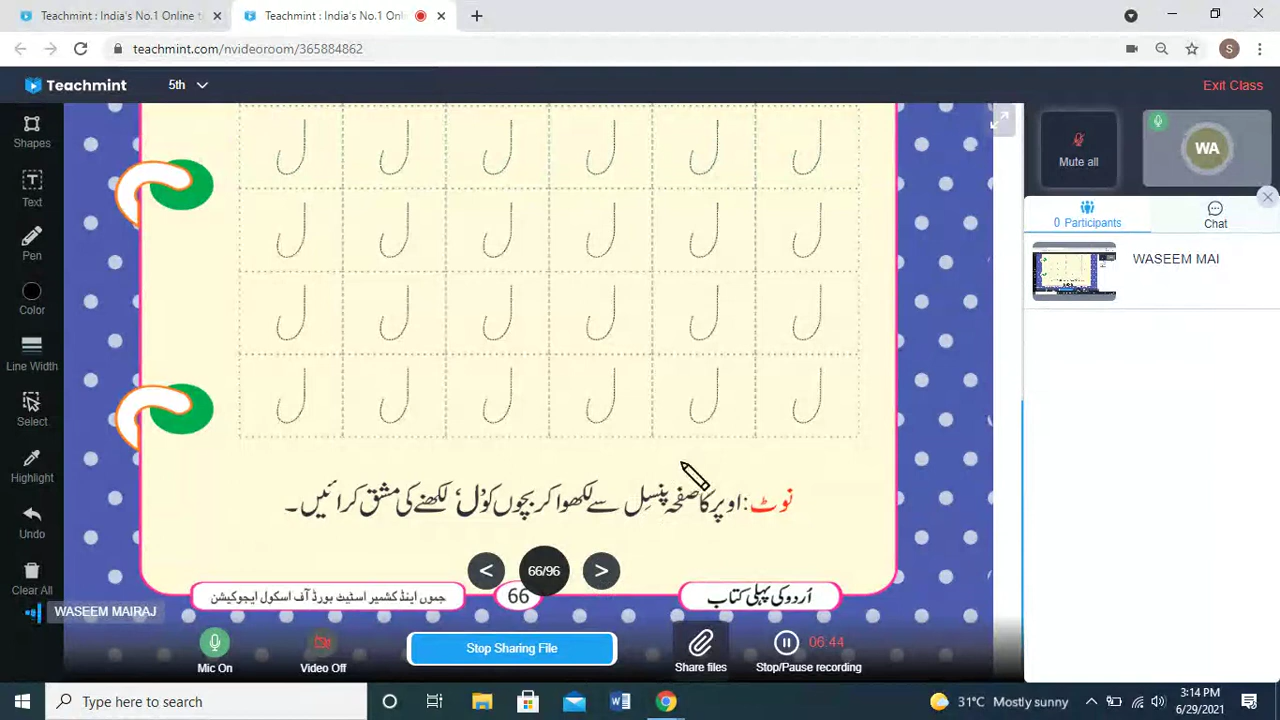 Teachmint : India's No.1 Online t
Teachmint : India's No.1 Onl
teachmint.com/nvideoroom/365884862
S
Teachmint
5th
Exit Class
Shapes
Text
Pen
Color
Line Width
Select
Highlight
Undo
Clear All
ل ل ل ل ل ل
ل ل ل ل ل ل
ل ل ل ل ل ل
ل ل ل ل ل ل
نوٹ: اوپر کا صفحہ پنسِل سے لکھوا کر بچوں کو 'ل' لکھنے کی مشق کرائیں۔
< 66/96 >
اُردو کی پہلی کتاب
66
جموں اینڈ کشمیر اسٹیٹ بورڈ آف اسکول ایجوکیشن
WASEEM MAIRAJ
Mic On
Video Off
Stop Sharing File
Share files
06:44
Stop/Pause recording
Mute all
WA
0 Participants
Chat
WASEEM MAI
Type here to search
31°C Mostly sunny
3:14 PM
6/29/2021